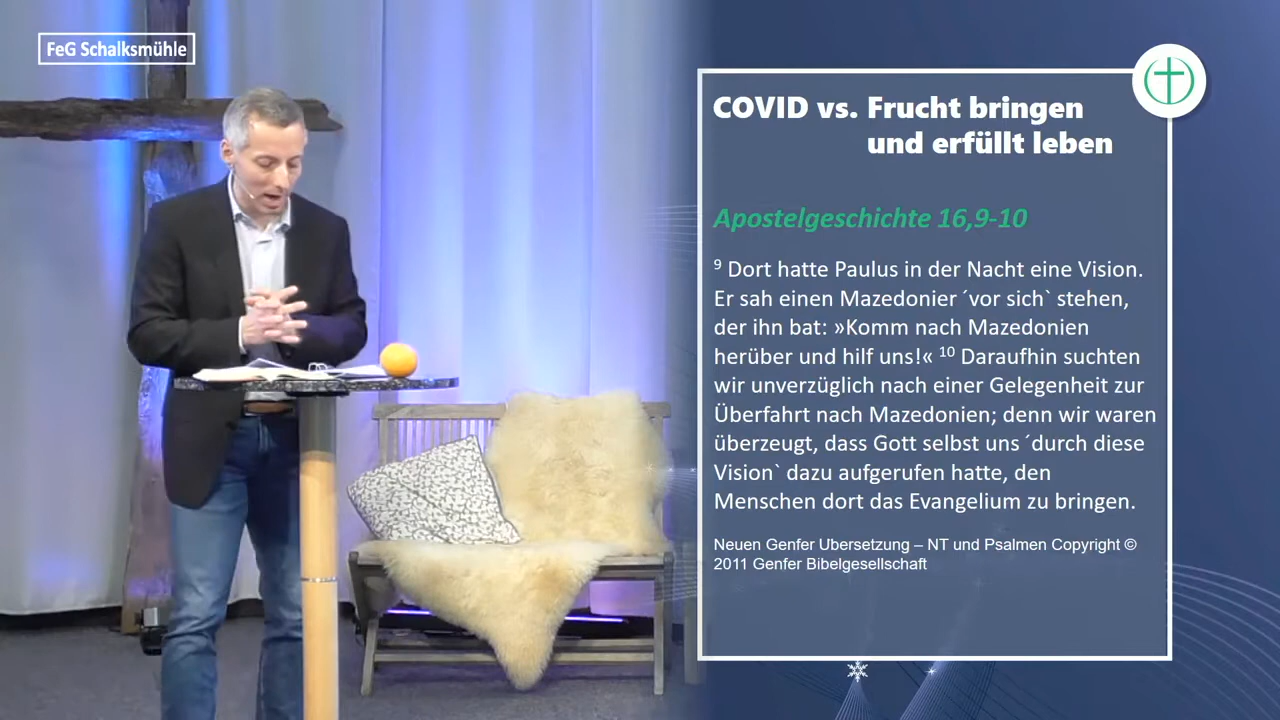 FeG Schalksmühle
COVID vs. Frucht bringen
und erfüllt leben
Apostelgeschichte 16,9-10
⁹ Dort hatte Paulus in der Nacht eine Vision.
Er sah einen Mazedonier ´vor sich` stehen,
der ihn bat: »Komm nach Mazedonien
herüber und hilf uns!« ¹⁰ Daraufhin suchten
wir unverzüglich nach einer Gelegenheit zur
Überfahrt nach Mazedonien; denn wir waren
überzeugt, dass Gott selbst uns ´durch diese
Vision` dazu aufgerufen hatte, den
Menschen dort das Evangelium zu bringen.
Neuen Genfer Ubersetzung – NT und Psalmen Copyright ©
2011 Genfer Bibelgesellschaft